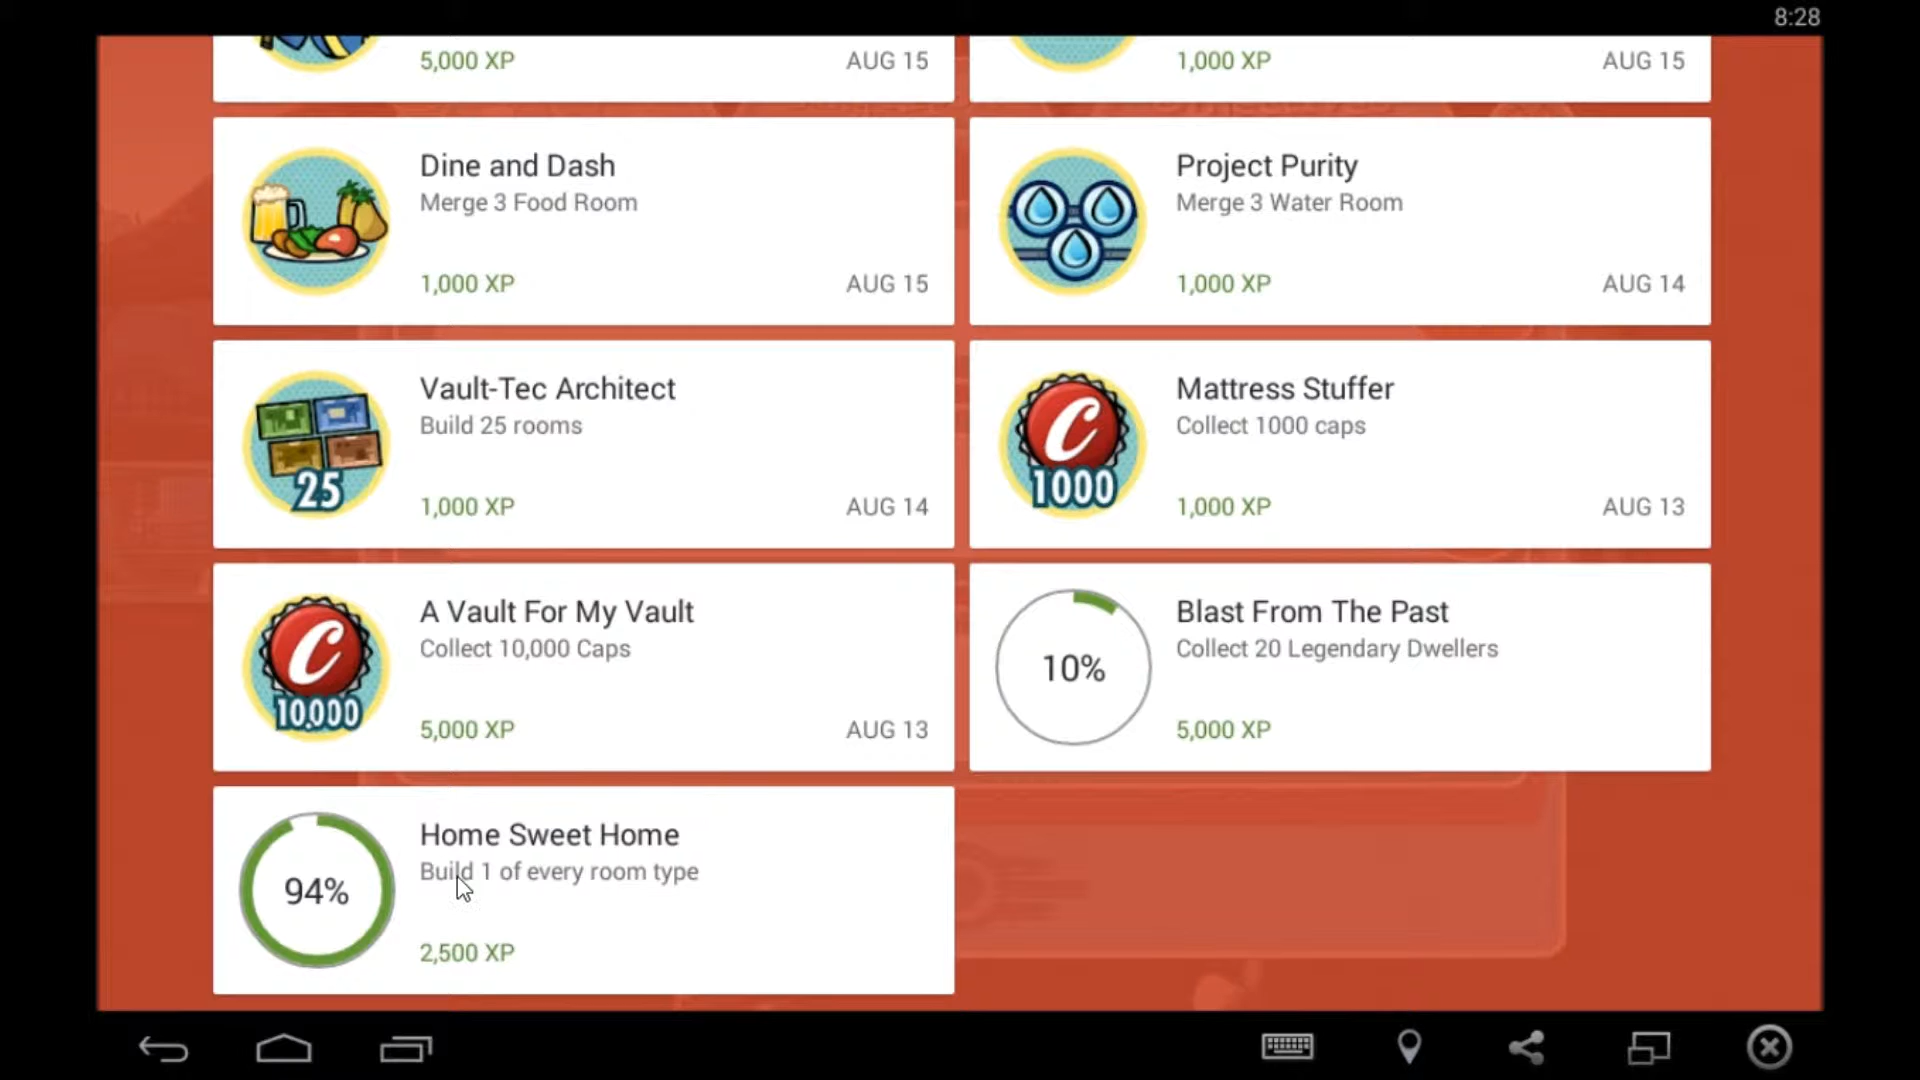 8:28
5,000 XP AUG 15
1,000 XP AUG 15
Dine and Dash
Merge 3 Food Room
1,000 XP AUG 15
Project Purity
Merge 3 Water Room
1,000 XP AUG 14
25
Vault-Tec Architect
Build 25 rooms
1,000 XP AUG 14
C
1000
Mattress Stuffer
Collect 1000 caps
1,000 XP AUG 13
C
10,000
A Vault For My Vault
Collect 10,000 Caps
5,000 XP AUG 13
10%
Blast From The Past
Collect 20 Legendary Dwellers
5,000 XP
94%
Home Sweet Home
Build 1 of every room type
2,500 XP